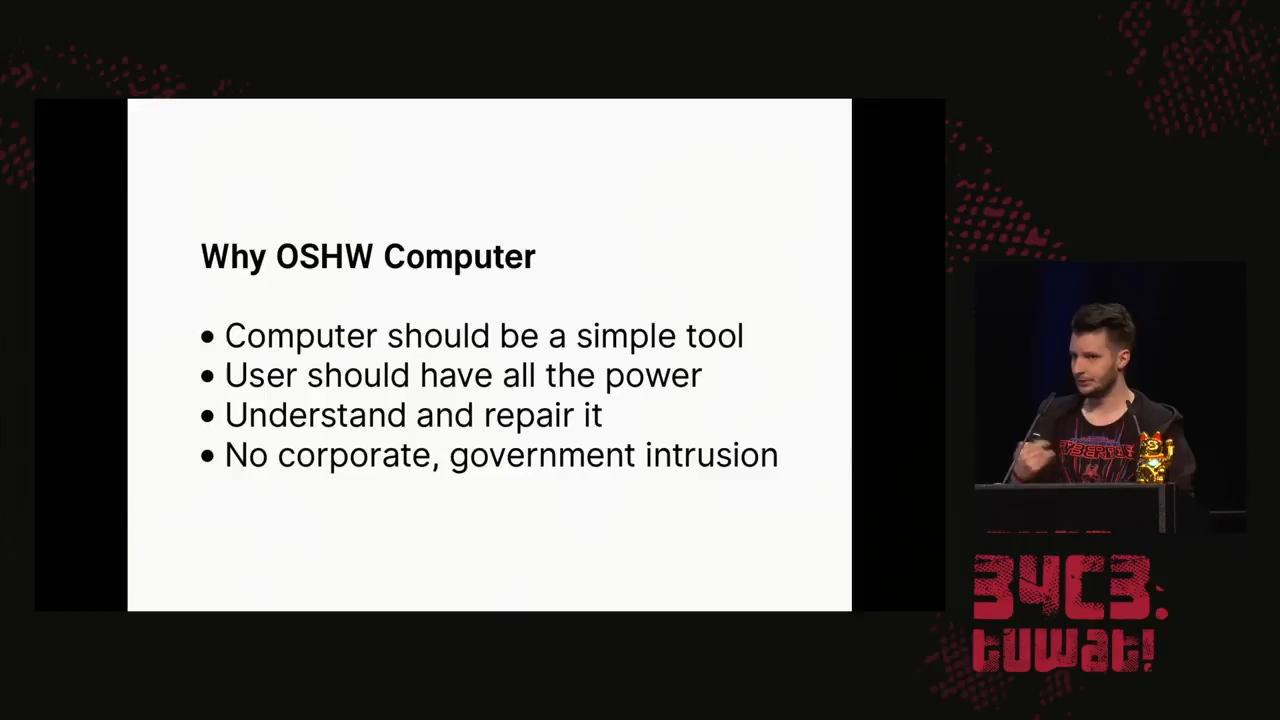 Why OSHW Computer
• Computer should be a simple tool
• User should have all the power
• Understand and repair it
• No corporate, government intrusion
34C3.
tuwat!